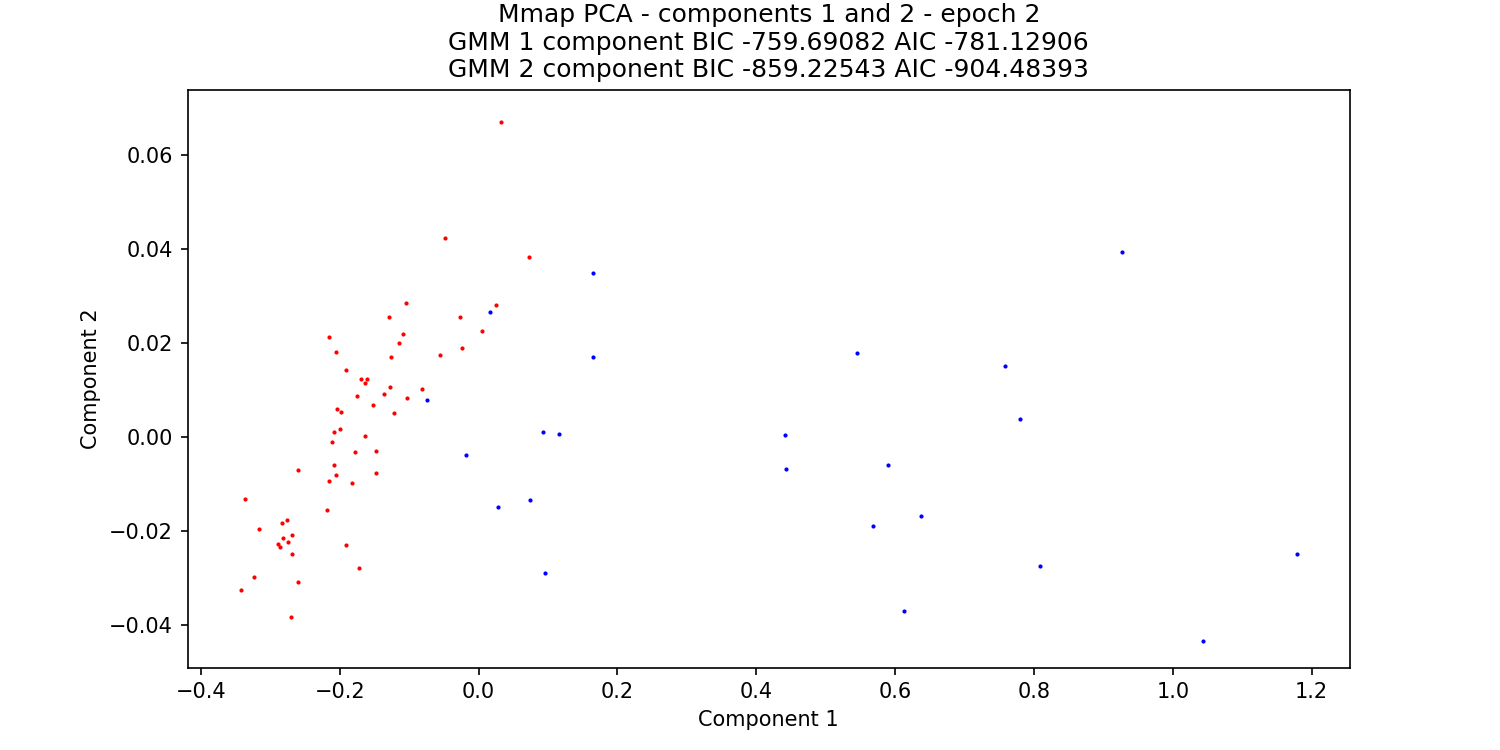 Mmap PCA - components 1 and 2 - epoch 2
GMM 1 component BIC -759.69082 AIC -781.12906
GMM 2 component BIC -859.22543 AIC -904.48393
0.06
0.04
0.02
0.00
−0.02
−0.04
Component 2
−0.4 −0.2 0.0 0.2 0.4 0.6 0.8 1.0 1.2
Component 1